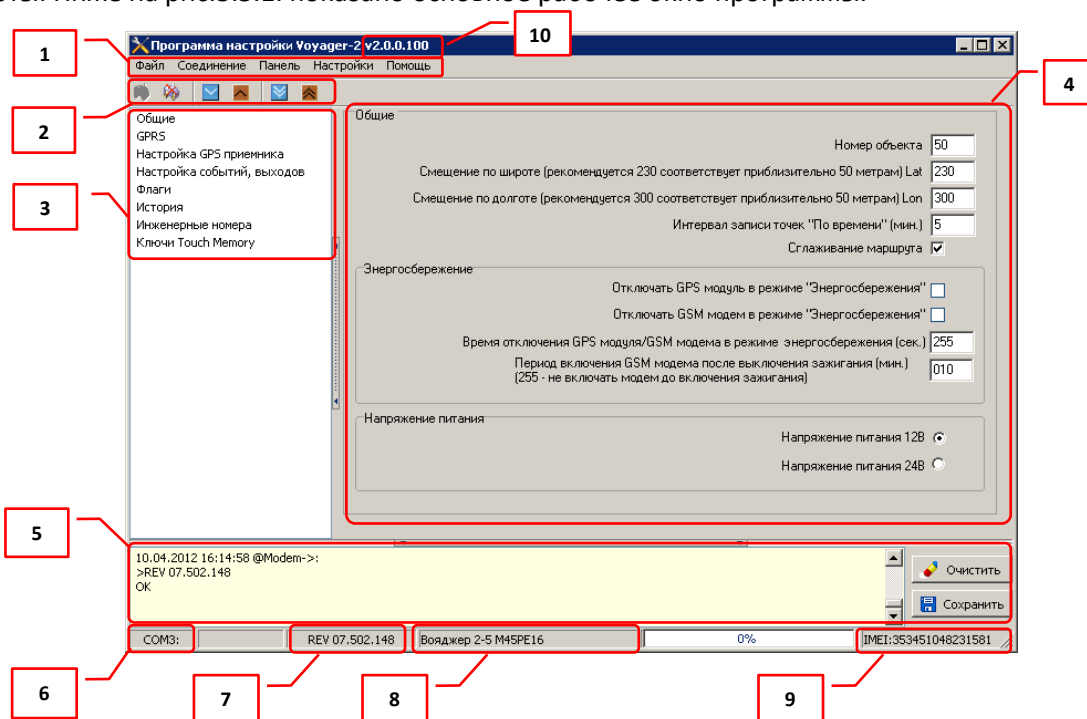 10
Программа настройки Voyager-2 v2.0.0.100
1
Файл Соединение Панель Настройки Помощь
4
2
Общие
GPRS
Настройка GPS приемника
Настройка событий, выходов
Флаги
История
Инженерные номера
Ключи Touch Memory
3
Общие
Номер объекта 50
Смещение по широте (рекомендуется 230 соответствует приблизительно 50 метрам) Lat 230
Смещение по долготе (рекомендуется 300 соответствует приблизительно 50 метрам) Lon 300
Интервал записи точек "По времени" (мин.) 5
Сглаживание маршрута
Энергосбережение
Отключать GPS модуль в режиме "Энергосбережения"
Отключать GSM модем в режиме "Энергосбережения"
Время отключения GPS модуля/GSM модема в режиме энергосбережения (сек.) 255
Период включения GSM модема после выключения зажигания (мин.) 010
(255 - не включать модем до включения зажигания)
Напряжение питания
Напряжение питания 12В
Напряжение питания 24В
5
10.04.2012 16:14:58 @Modem->:
>REV 07.502.148
OK
Очистить
Сохранить
COM3: REV 07.502.148 Вояджер 2-5 M45PE16 0% IMEI:353451048231581
6
7
8
9